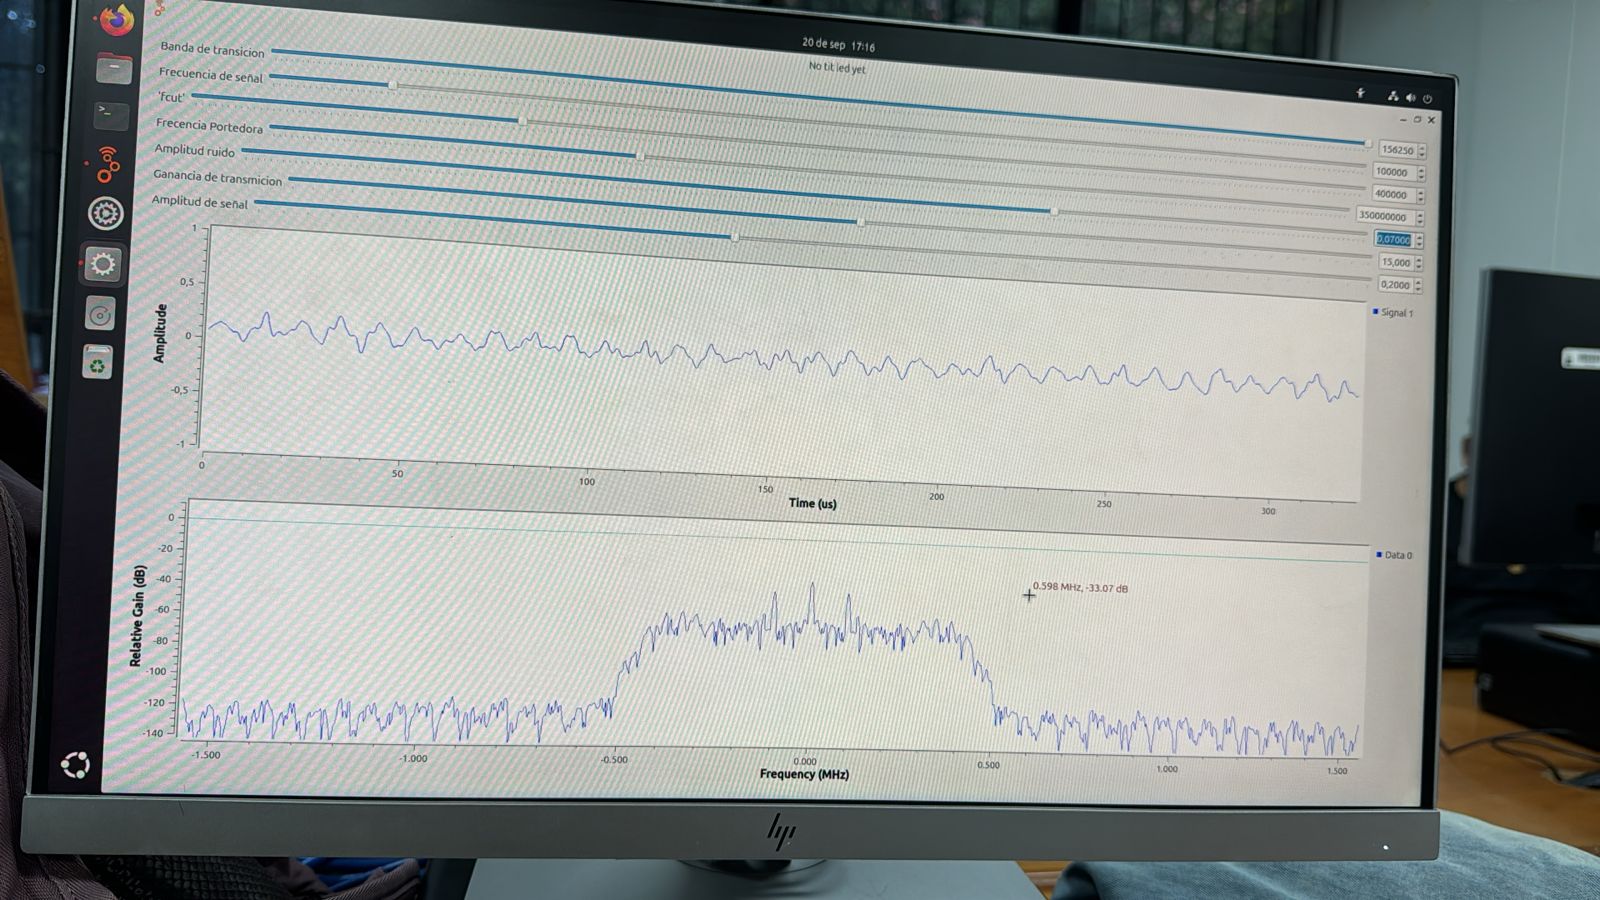 20 de sep 17:16
No titled yet
Banda de transicion 156250
Frecuencia de señal 100000
'fcut' 400000
Frecencia Portedora 350000000
Amplitud ruido 0,07000
Ganancia de transmicion 15,000
Amplitud de señal 0,2000
Signal 1
1
0,5
0
-0,5
-1
Amplitude
0 50 100 150 200 250 300
Time (us)
Data 0
0
-20
-40
-60
-80
-100
-120
-140
Relative Gain (dB)
0.598 MHz, -33.07 dB
-1.500 -1.000 -0.500 0.000 0.500 1.000 1.500
Frequency (MHz)
hp